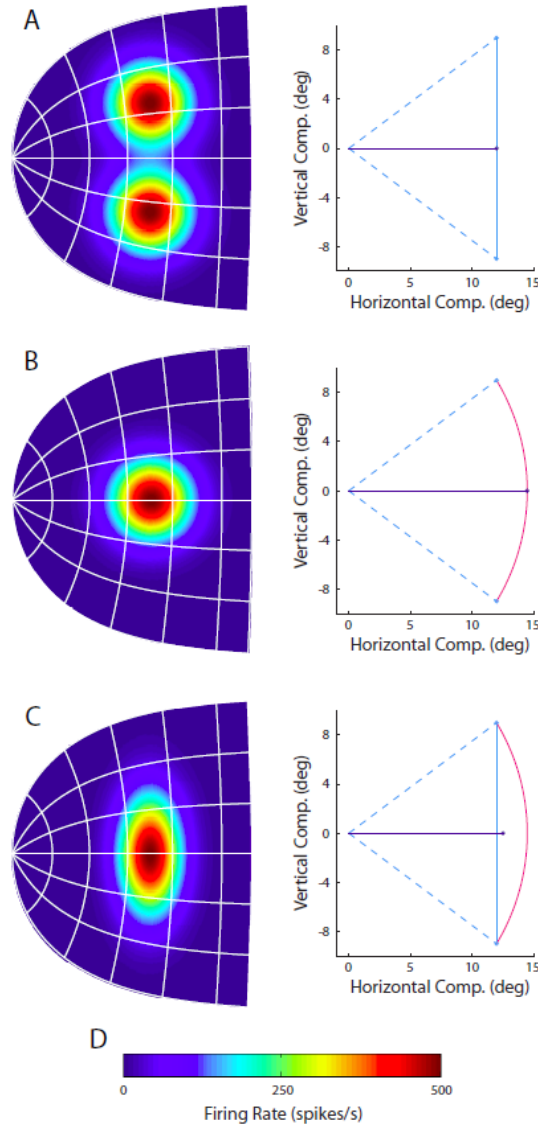 A
8
4
0
-4
-8
Vertical Comp. (deg)
0 5 10 15
Horizontal Comp. (deg)
B
8
4
0
-4
-8
Vertical Comp. (deg)
0 5 10 15
Horizontal Comp. (deg)
C
8
4
0
-4
-8
Vertical Comp. (deg)
0 5 10 15
Horizontal Comp. (deg)
D
0 250 500
Firing Rate (spikes/s)